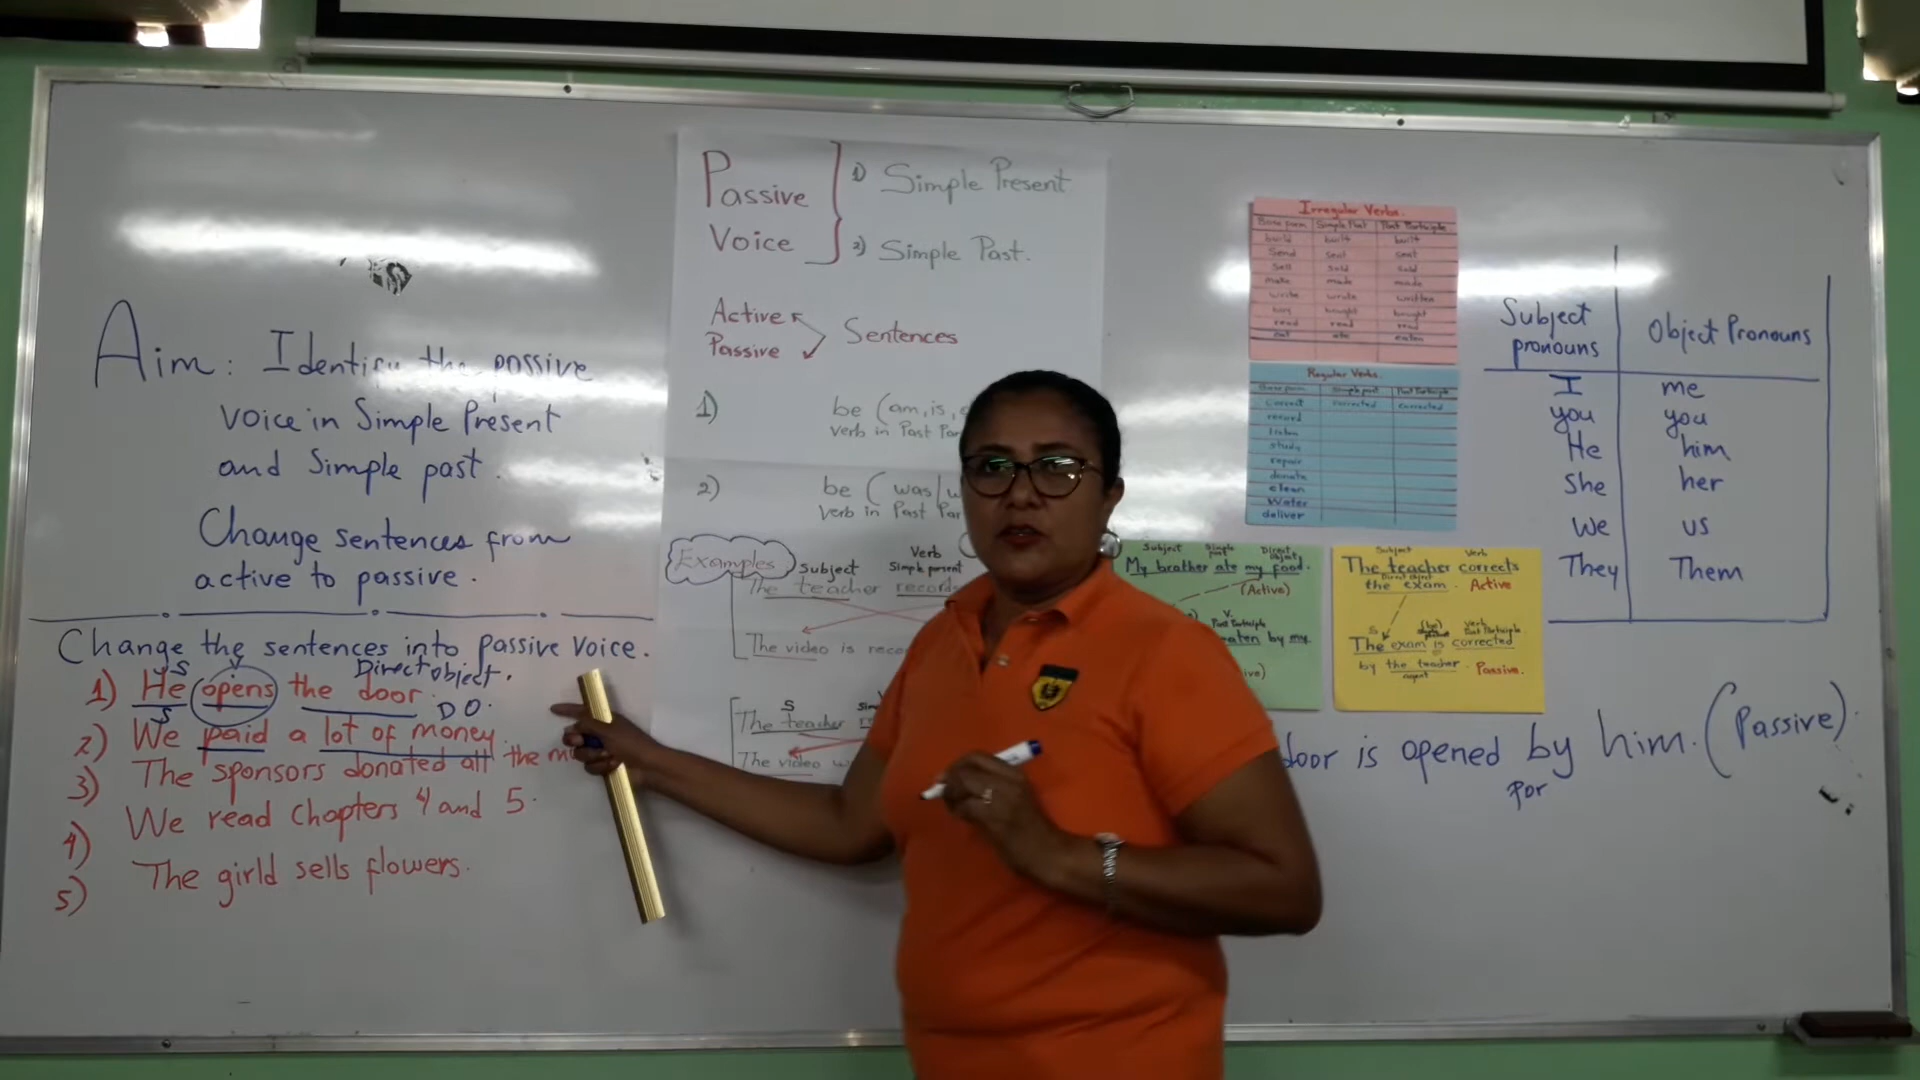 Aim: Identify the passive
voice in Simple Present
and Simple past.
Change sentences from
active to passive.
Change the sentences into passive voice.
S V Direct object.
1) He opens the door.
S DO.
2) We paid a lot of money.
3) The sponsors donated all the
4) We read chapters 4 and 5.
5) The girld sells flowers.
Passive
Voice
1) Simple Present
2) Simple Past.
Active
Passive
Sentences
1) be (am, is,
verb in Past
2) be (was/
verb in Past
Examples
Subject
Verb
Simple present
The teacher
The video is
S
The teacher
The video
Irregular Verbs.
Base form Simple Past Past Participle
build built built
send sent sent
sell sold sold
make made made
write wrote written
buy bought bought
read read read
eat ate eaten
Regular Verbs.
Base form Simple past Past Participle
Correct corrected corrected
record
listen
study
repair
donate
clean
Water
deliver
Subject Simple past Direct object
My brother ate my food.
(Active)
V.
Past Participle
eaten by my
Subject Verb
The teacher corrects
Direct object
the exam. Active
S (be) Verb
Past Participle
The exam is corrected
by the teacher. Passive.
agent
Subject pronouns Object Pronouns
I me
you you
He him
She her
We us
They Them
door is opened by him. (Passive).
por